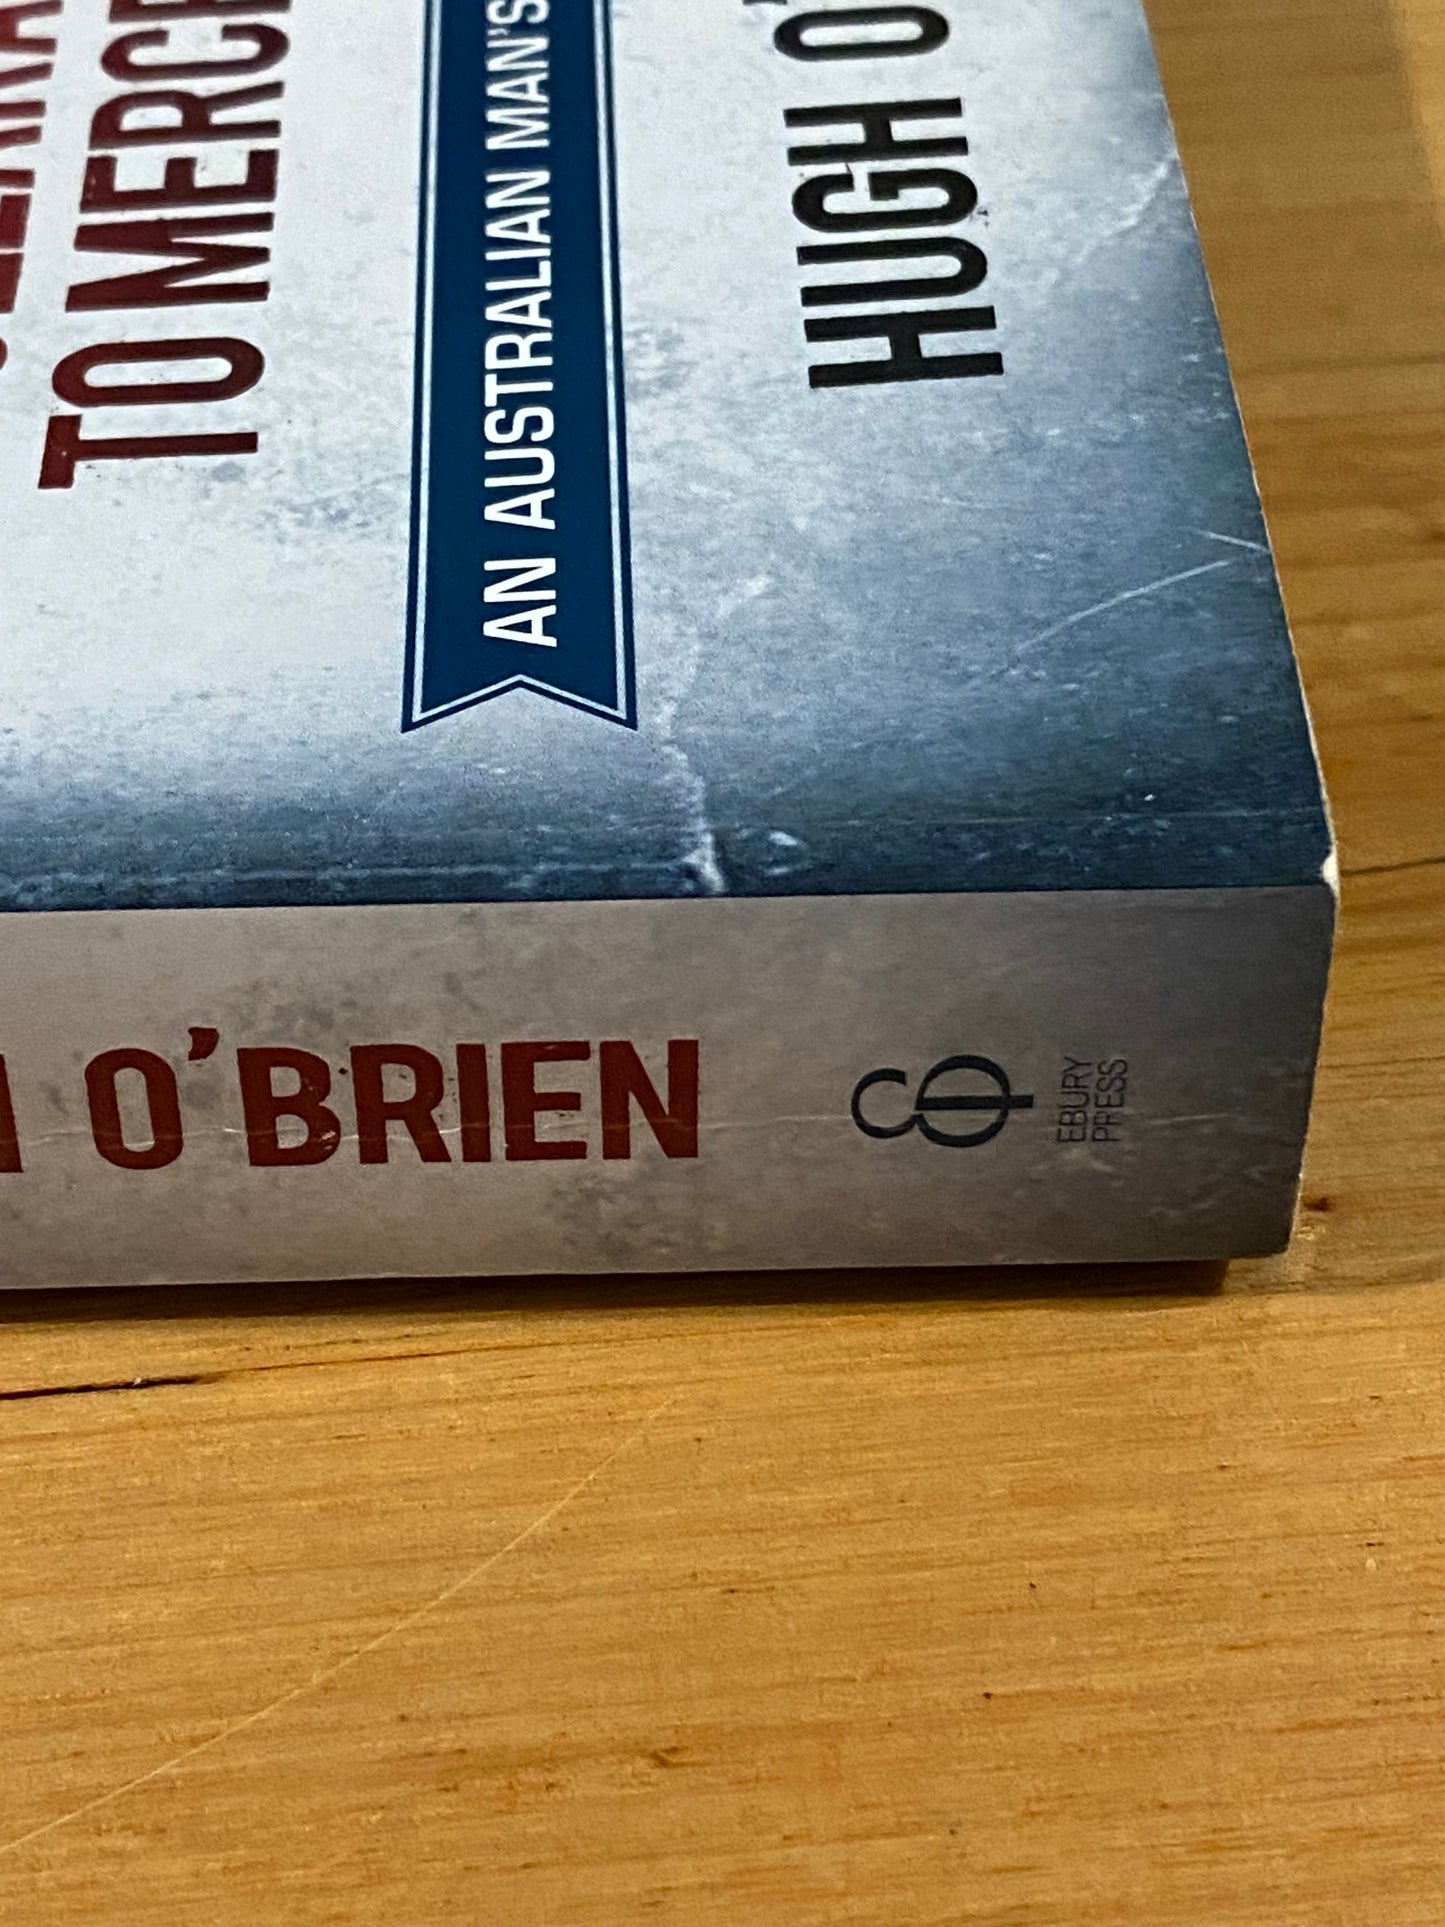 TO MERC
AN AUSTRALIAN MAN'S
HUGH O'
O'BRIEN
EBURY
PRESS